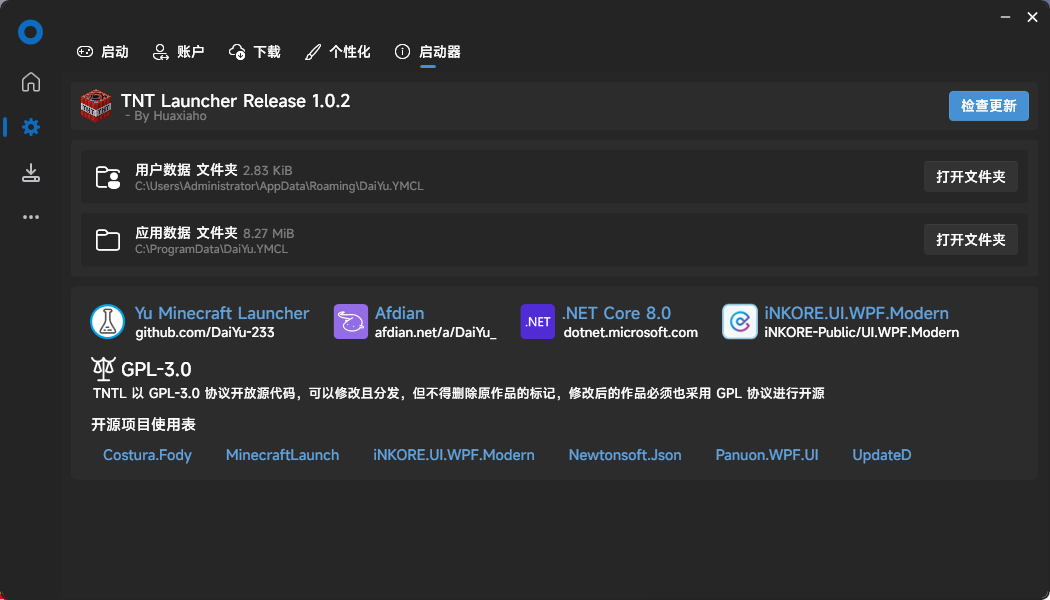 启动 账户 下载 个性化 启动器
TNT Launcher Release 1.0.2
- By Huaxiaho
检查更新
用户数据 文件夹 2.83 KiB
C:\Users\Administrator\AppData\Roaming\DaiYu.YMCL
打开文件夹
应用数据 文件夹 8.27 MiB
C:\ProgramData\DaiYu.YMCL
打开文件夹
Yu Minecraft Launcher
github.com/DaiYu-233
Afdian
afdian.net/a/DaiYu_
.NET
.NET Core 8.0
dotnet.microsoft.com
iNKORE.UI.WPF.Modern
iNKORE-Public/UI.WPF.Modern
GPL-3.0
TNTL 以 GPL-3.0 协议开放源代码，可以修改且分发，但不得删除原作品的标记，修改后的作品必须也采用 GPL 协议进行开源
开源项目使用表
Costura.Fody MinecraftLaunch iNKORE.UI.WPF.Modern Newtonsoft.Json Panuon.WPF.UI UpdateD